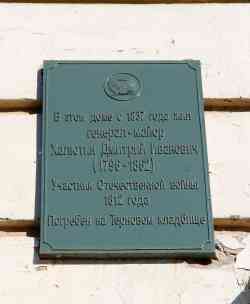 В этом доме с 1837 года жил
генерал-майор
Халютин Дмитрий Иванович
(1786 - 1862)
Участник Отечественной войны
1812 года
Погребен на Терновом кладбище